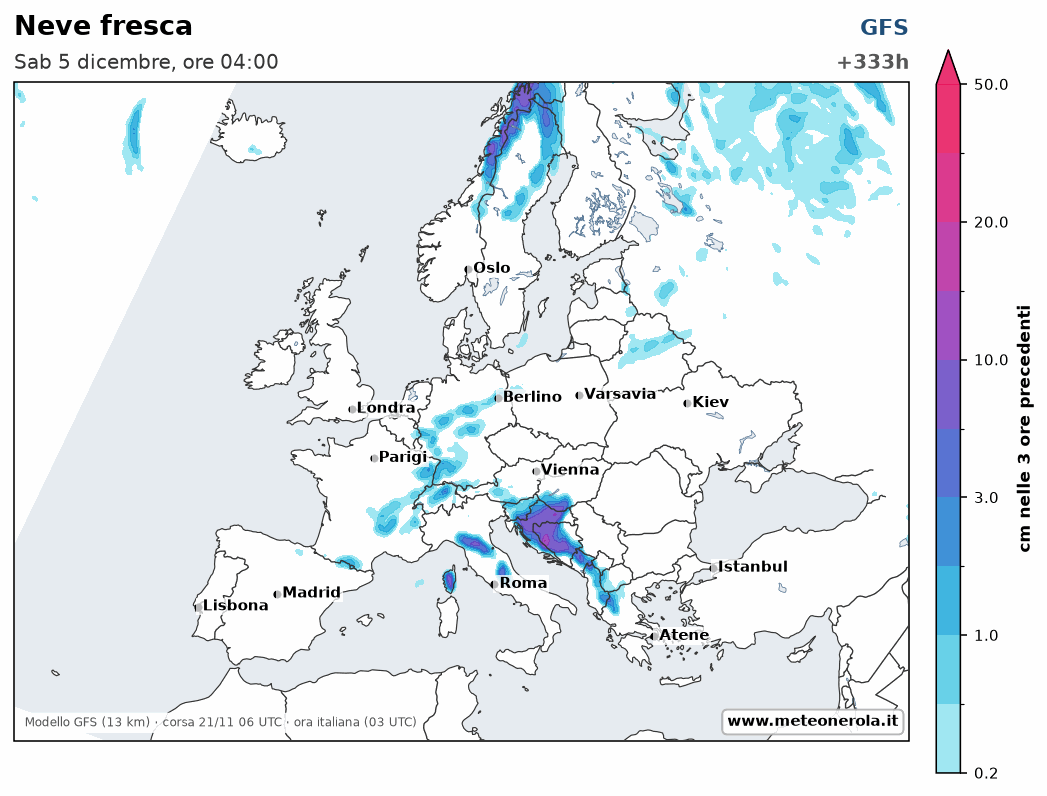 Neve fresca
GFS
Sab 5 dicembre, ore 04:00
+333h
50.0
20.0
10.0
3.0
1.0
0.2
cm nelle 3 ore precedenti
Oslo
Berlino
Varsavia
Kiev
Londra
Parigi
Vienna
Istanbul
Roma
Madrid
Lisbona
Atene
Modello GFS (13 km) · corsa 21/11 06 UTC · ora italiana (03 UTC)
www.meteonerola.it